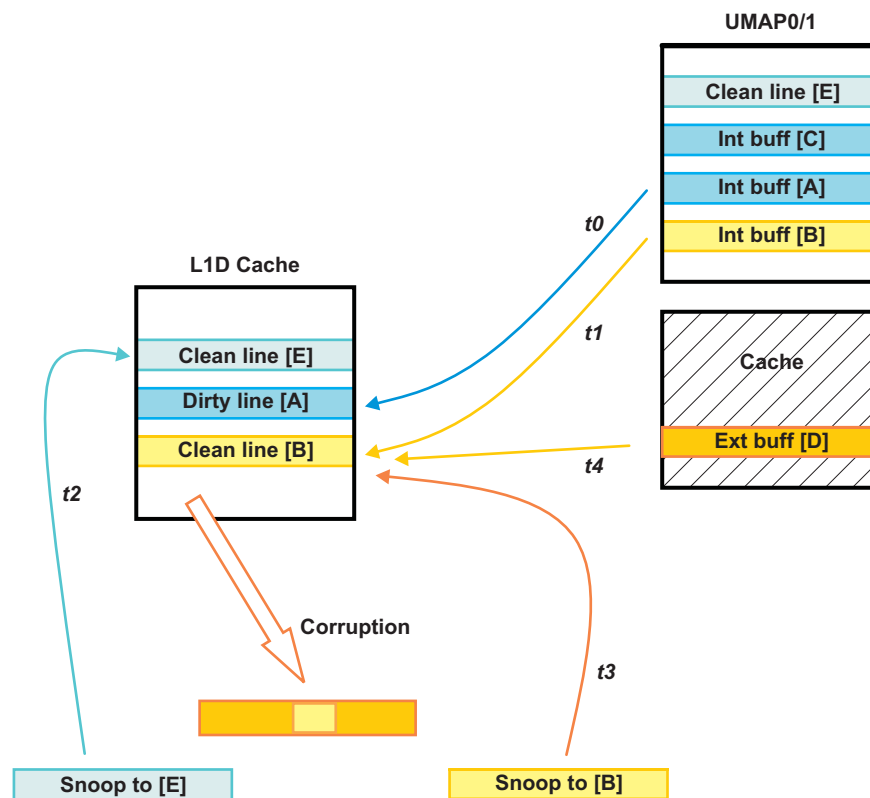 UMAP0/1
Clean line [E]
Int buff [C]
Int buff [A]
Int buff [B]
t0
L1D Cache
t1
Clean line [E]
Cache
Dirty line [A]
Clean line [B]
Ext buff [D]
t4
t2
Corruption
t3
Snoop to [E]
Snoop to [B]